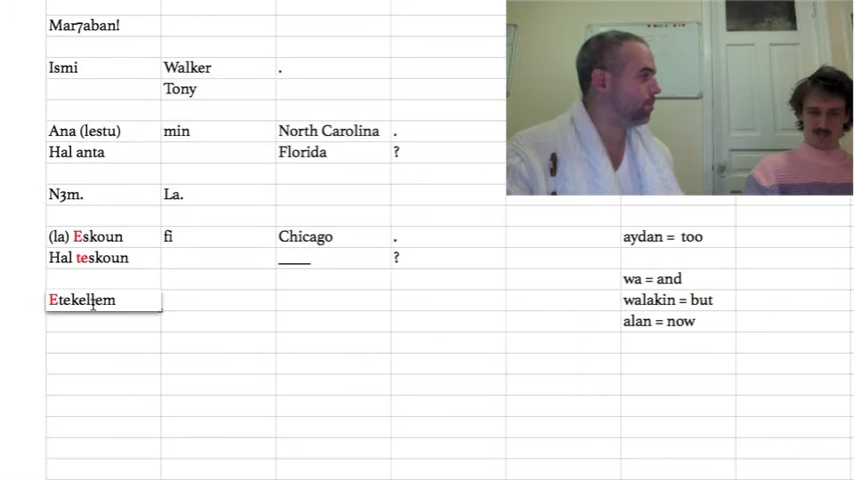 Mar7aban!
Ismi Walker .
Tony
Ana (lestu) min North Carolina .
Hal anta Florida ?
N3m. La.
(la) Eskoun fi Chicago . aydan = too
Hal teskoun ____ ?
wa = and
Etekellem walakin = but
alan = now